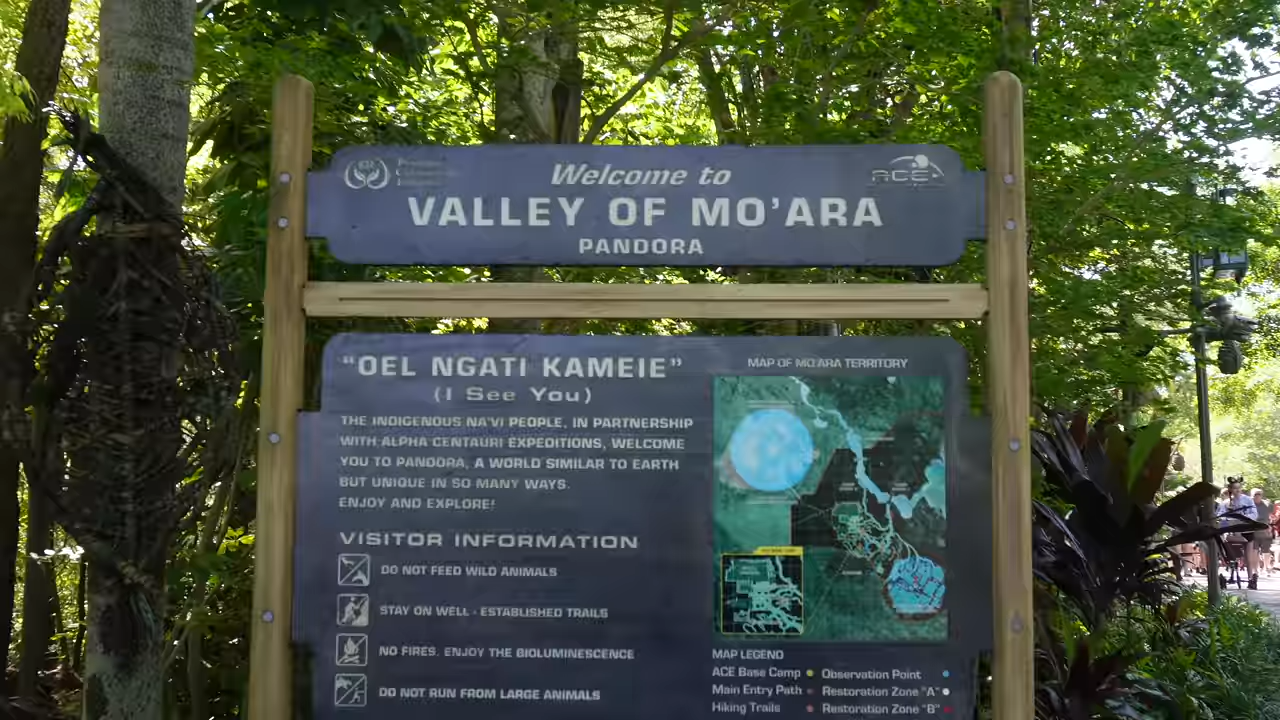 Welcome to
ACE
VALLEY OF MO'ARA
PANDORA
"OEL NGATI KAMEIE"
(I See You)
THE INDIGENOUS NA'VI PEOPLE, IN PARTNERSHIP
WITH ALPHA CENTAURI EXPEDITIONS, WELCOME
YOU TO PANDORA, A WORLD SIMILAR TO EARTH
BUT UNIQUE IN SO MANY WAYS.
ENJOY AND EXPLORE!
VISITOR INFORMATION
DO NOT FEED WILD ANIMALS
STAY ON WELL - ESTABLISHED TRAILS
NO FIRES. ENJOY THE BIOLUMINESCENCE
DO NOT RUN FROM LARGE ANIMALS
MAP OF MO'ARA TERRITORY
MAP LEGEND
ACE Base Camp
Main Entry Path
Hiking Trails
Observation Point
Restoration Zone "A"
Restoration Zone "B"